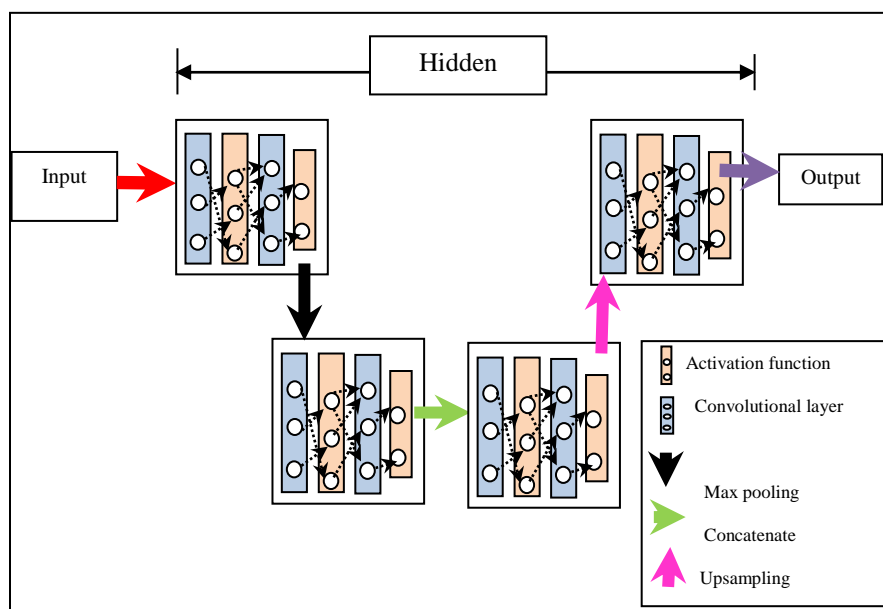 Hidden
Input
Output
Activation function
Convolutional layer
Max pooling
Concatenate
Upsampling